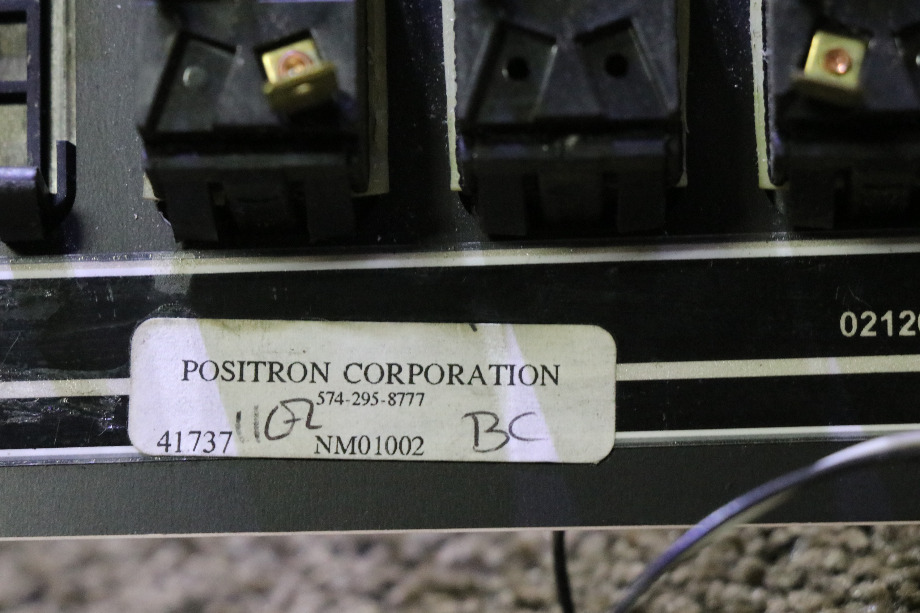 0212
POSITRON CORPORATION
574-295-8777
41737 NM01002 BC